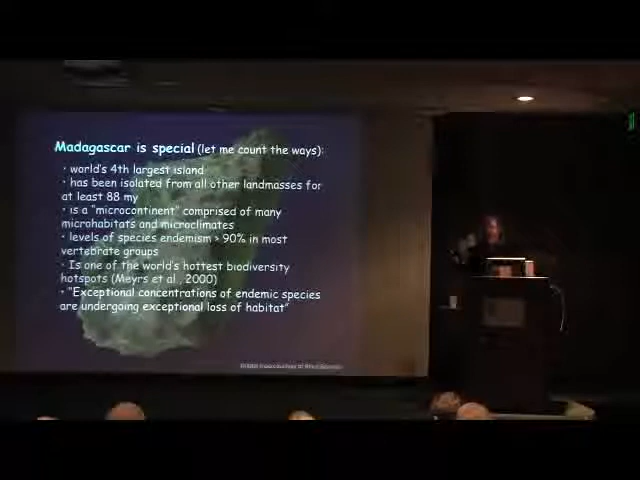 Madagascar is special (let me count the ways):
· world's 4th largest island
· has been isolated from all other landmasses for
at least 88 my
· is a "microcontinent" comprised of many
microhabitats and microclimates
· levels of species endemism > 90% in most
vertebrate groups
· Is one of the world's hottest biodiversity
hotspots (Meyrs et al., 2000)
· "Exceptional concentrations of endemic species
are undergoing exceptional loss of habitat"